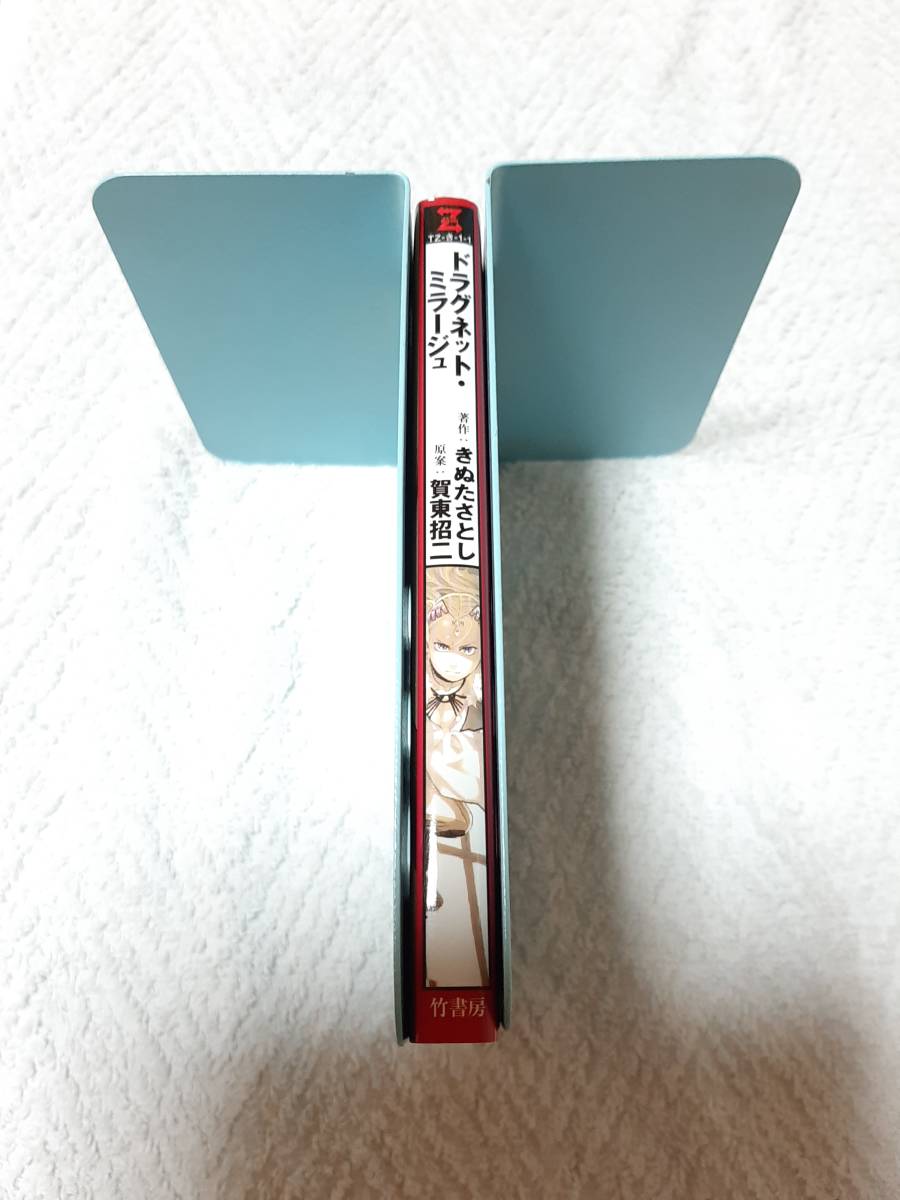 Z
TZ・き・1・1
ドラグネット・
ミラージュ
著作：きぬたさとし
原案：賀東招二
竹書房